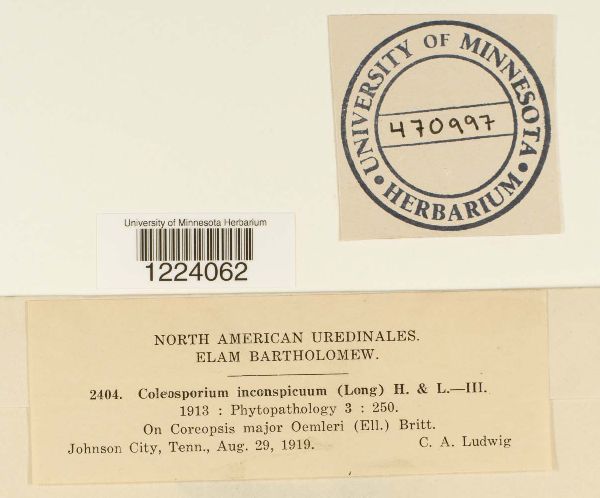 UNIVERSITY OF MINNESOTA
470997
• HERBARIUM •
University of Minnesota Herbarium
1224062
NORTH AMERICAN UREDINALES.
ELAM BARTHOLOMEW.
2404. Coleosporium inconspicuum (Long) H. & L.—III.
1913 : Phytopathology 3 : 250.
On Coreopsis major Oemleri (Ell.) Britt.
Johnson City, Tenn., Aug. 29, 1919. C. A. Ludwig